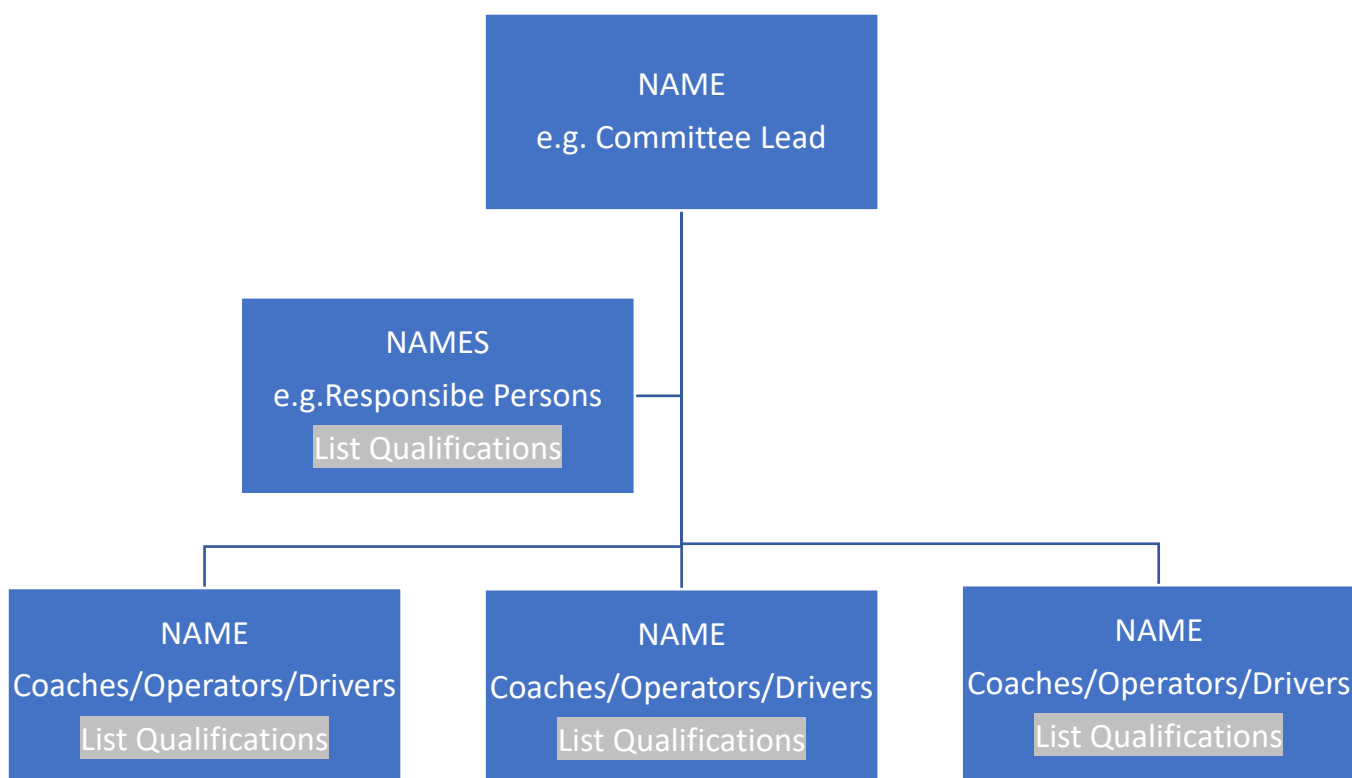 NAME
e.g. Committee Lead
NAMES
e.g.Responsibe Persons
List Qualifications
NAME
Coaches/Operators/Drivers
List Qualifications
NAME
Coaches/Operators/Drivers
List Qualifications
NAME
Coaches/Operators/Drivers
List Qualifications